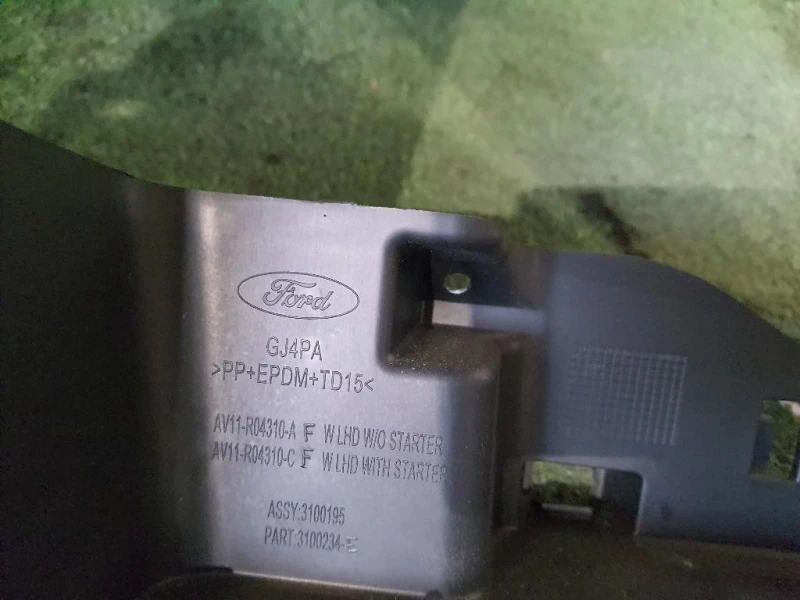 Ford
GJ4PA
>PP+EPDM+TD15<
AV11-R04310-A F W LHD W/O STARTER
AV11-R04310-C F W LHD WITH STARTER
ASSY:3100195
PART:3100234-E